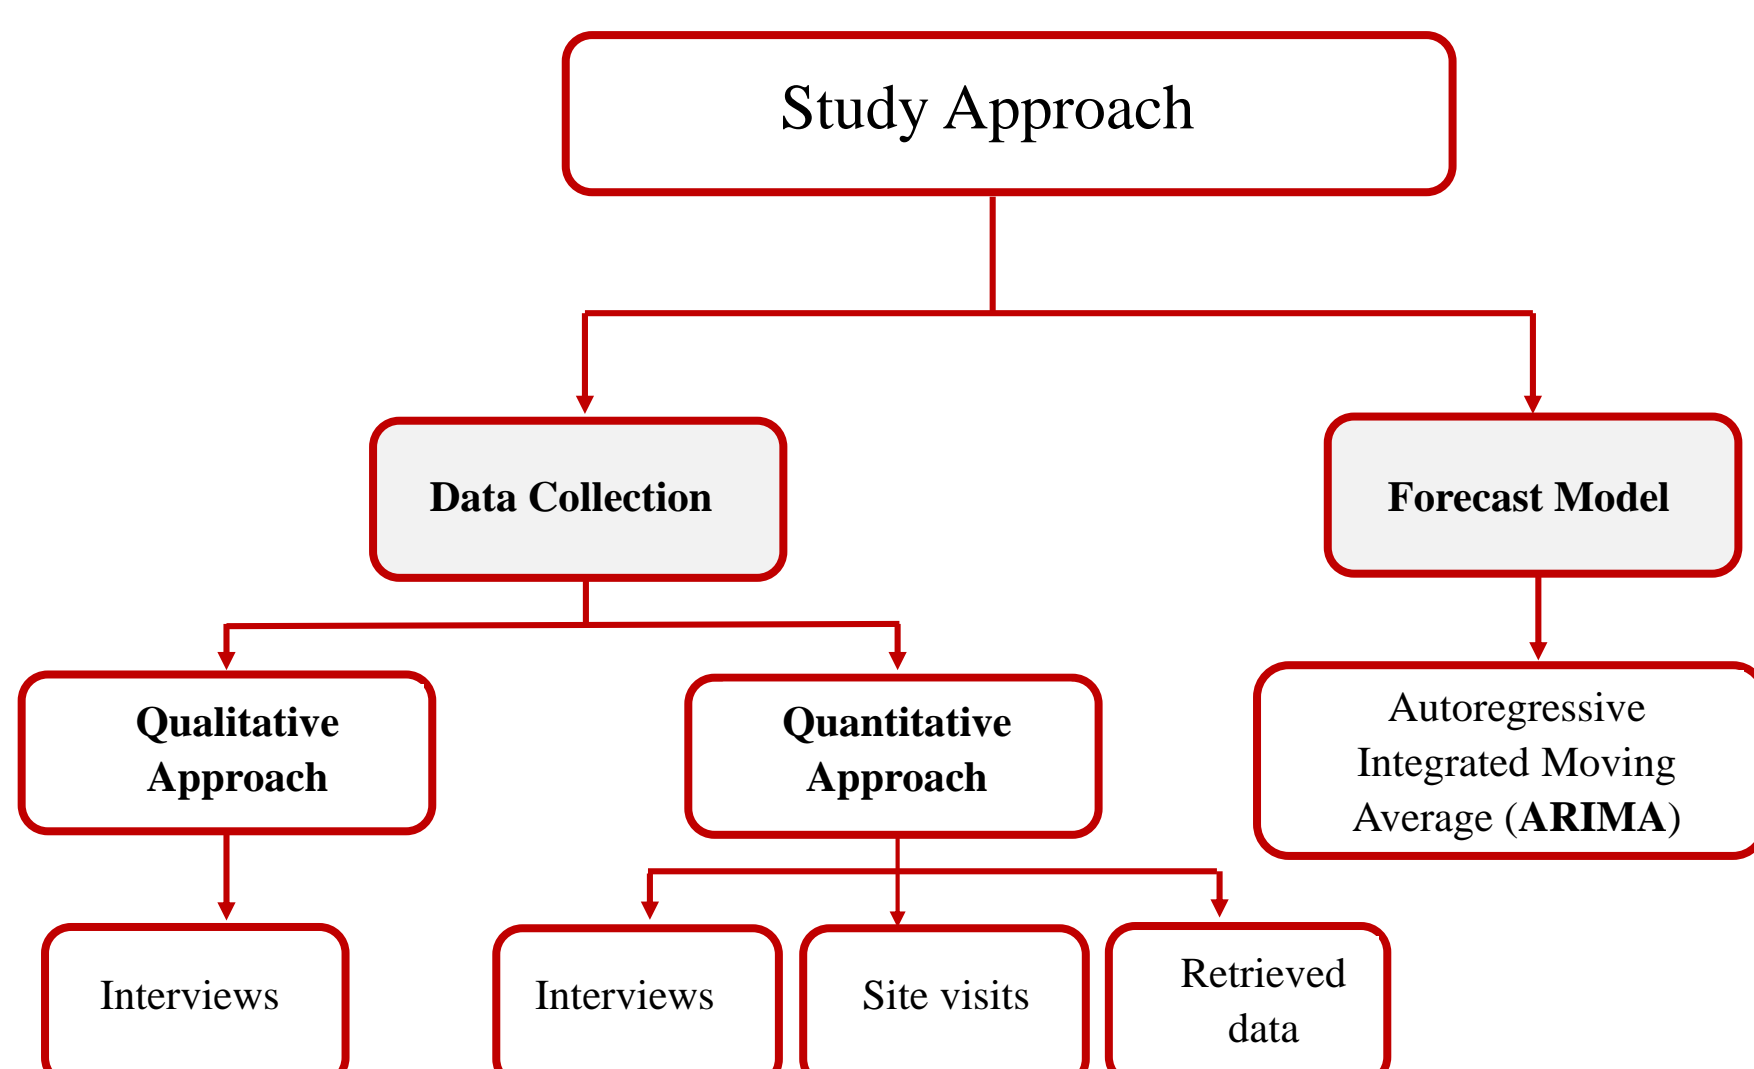 Study Approach
Data Collection
Forecast Model
Qualitative
Approach
Quantitative
Approach
Autoregressive
Integrated Moving
Average (ARIMA)
Interviews
Interviews
Site visits
Retrieved
data